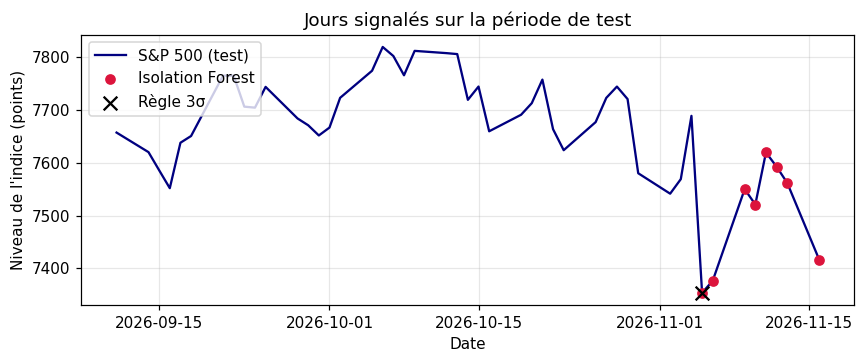 Jours signalés sur la période de test
Niveau de l'indice (points)
7800
7700
7600
7500
7400
S&P 500 (test)
Isolation Forest
Règle 3σ
2026-09-15
2026-10-01
2026-10-15
2026-11-01
2026-11-15
Date